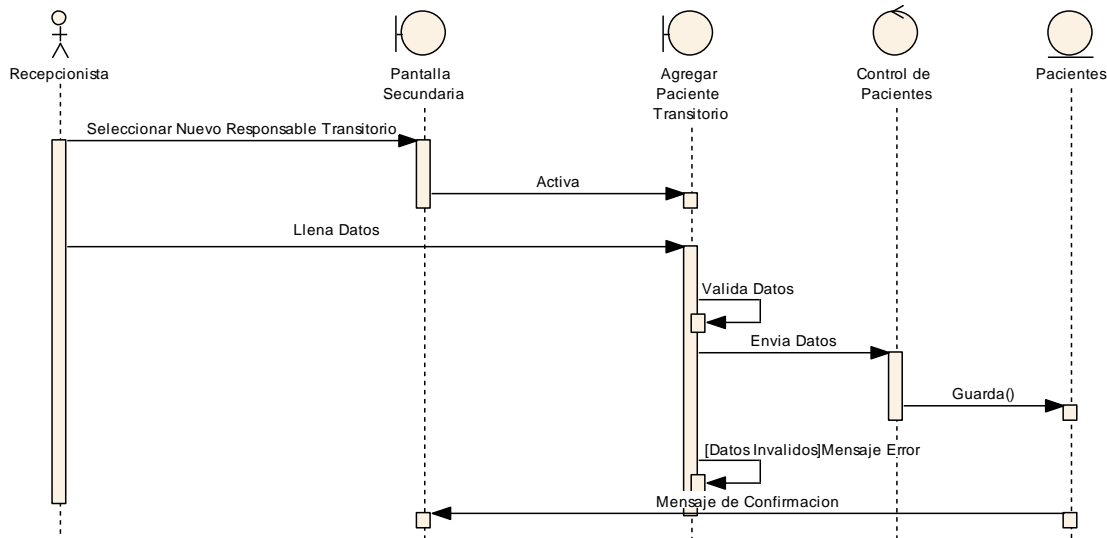 Recepcionista
Pantalla
Secundaria
Agregar
Paciente
Transitorio
Control de
Pacientes
Pacientes
Seleccionar Nuevo Responsable Transitorio
Activa
Llena Datos
Valida Datos
Envia Datos
Guarda()
[Datos Invalidos]Mensaje Error
Mensaje de Confirmacion